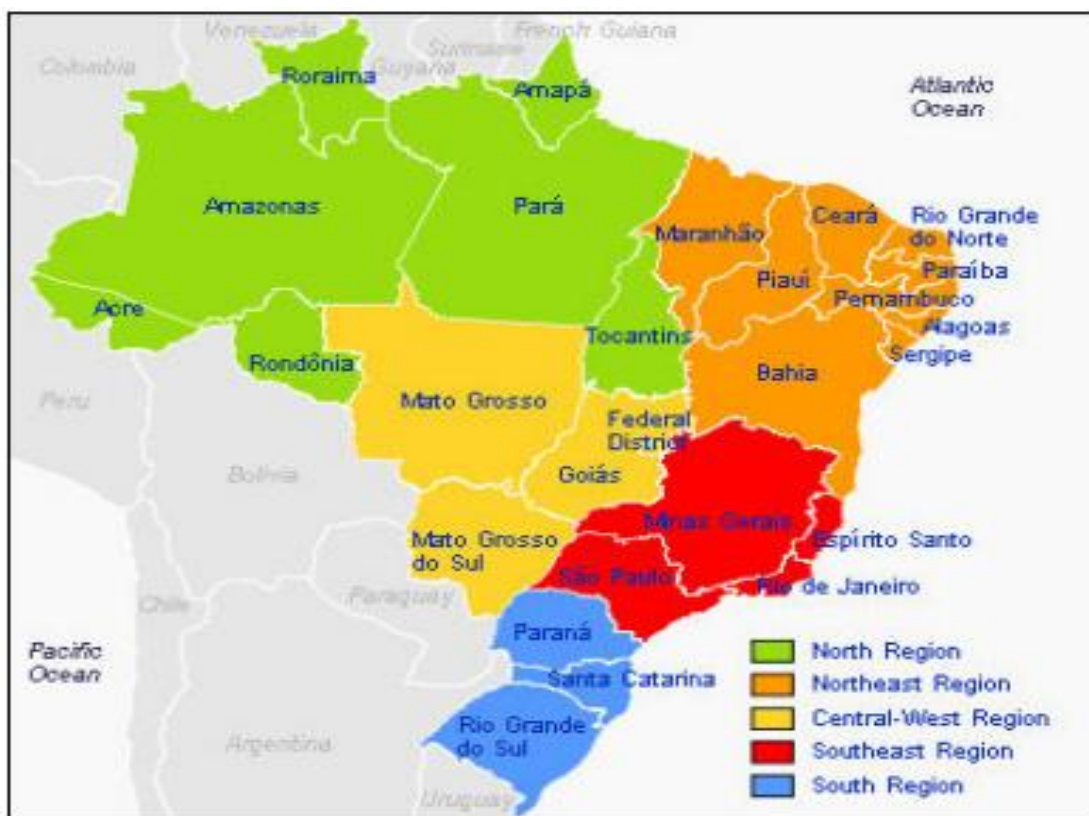 Venezuela
French Guiana
Suriname
Colombia
Guyana
Roraima
Amapá
Atlantic
Ocean
Amazonas
Pará
Maranhão
Ceará
Rio Grande
do Norte
Piauí
Paraíba
Pernambuco
Acre
Alagoas
Sergipe
Rondônia
Tocantins
Bahia
Peru
Mato Grosso
Federal
District
Bolivia
Goiás
Mato Grosso
do Sul
Minas Gerais
Espírito Santo
São Paulo
Rio de Janeiro
Chile
Paraguay
Paraná
Pacific
Ocean
Santa Catarina
Rio Grande
do Sul
Argentina
Uruguay
North Region
Northeast Region
Central-West Region
Southeast Region
South Region